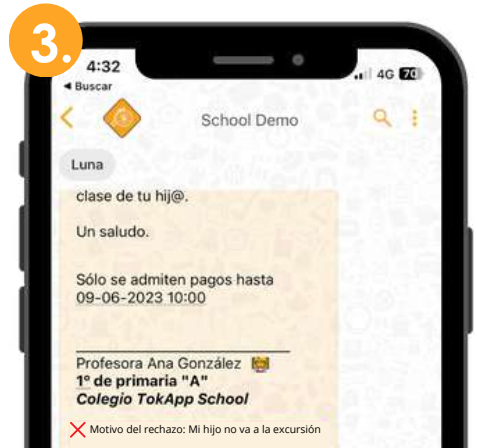 3.
4:32
4G 70
Buscar
School Demo
Luna
clase de tu hij@.
Un saludo.
Sólo se admiten pagos hasta
09-06-2023 10:00
Profesora Ana González
1º de primaria "A"
Colegio TokApp School
Motivo del rechazo: Mi hijo no va a la excursión